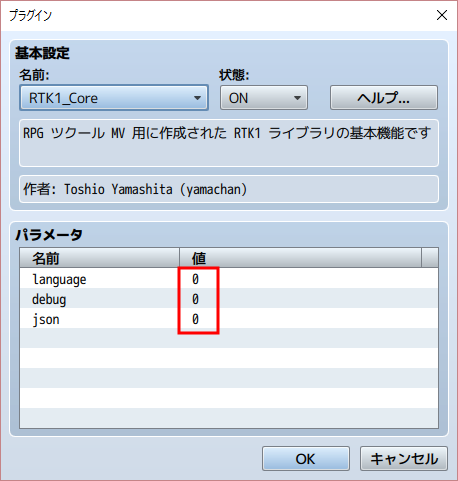 プラグイン
基本設定
名前: 状態:
RTK1_Core ON ヘルプ...
RPG ツクール MV 用に作成された RTK1 ライブラリの基本機能です
作者: Toshio Yamashita (yamachan)
パラメータ
名前 値
language 0
debug 0
json 0
OK キャンセル